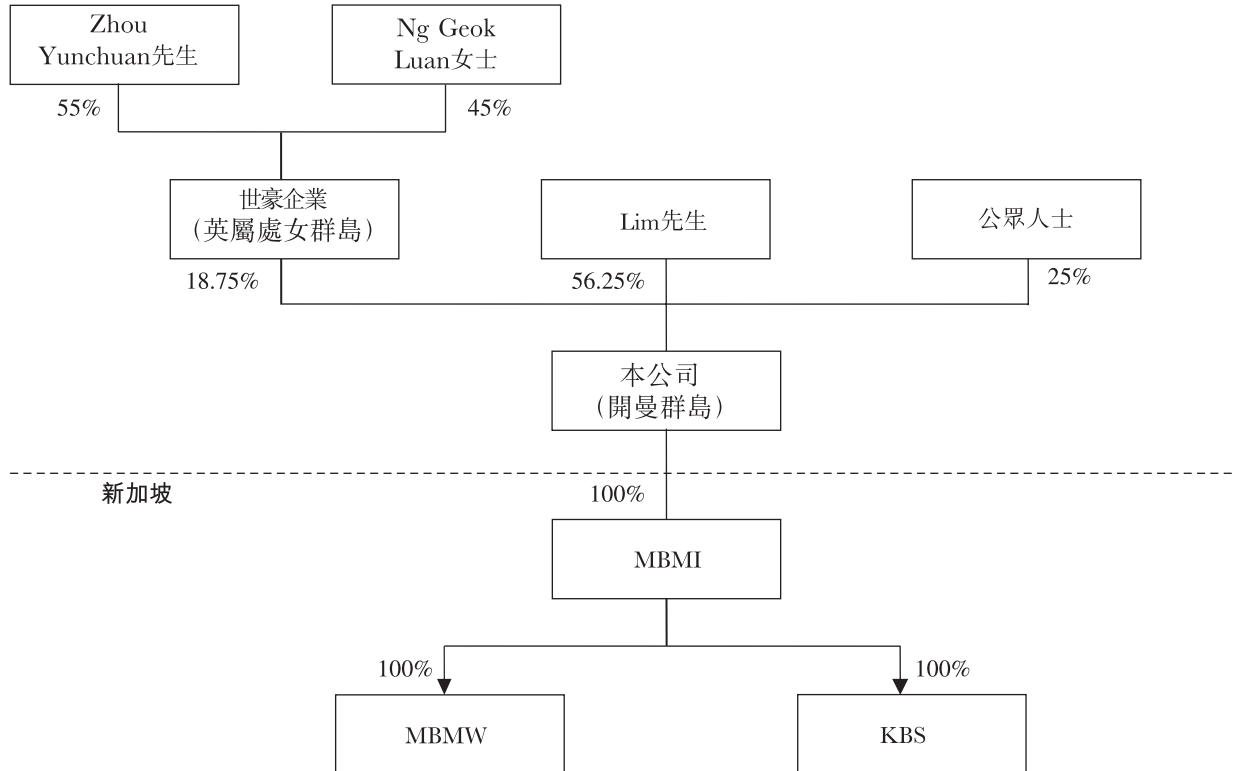 Zhou
Yunchuan先生
Ng Geok
Luan女士
55%
45%
世豪企業
(英屬處女群島)
Lim先生
公眾人士
18.75%
56.25%
25%
本公司
(開曼群島)
新加坡
100%
MBMI
100%
100%
MBMW
KBS